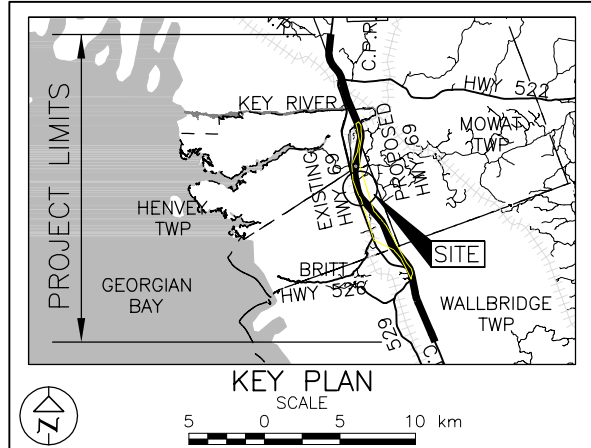 C.P.R.
HWY 522
KEY RIVER
MOWAT
TWP
PROPOSED
HWY 69
EXISTING
HWY 69
PROJECT LIMITS
HENVEY
TWP
SITE
BRITT
HWY 526
GEORGIAN
BAY
WALLBRIDGE
TWP
529
KEY PLAN
SCALE
5 0 5 10 km
N